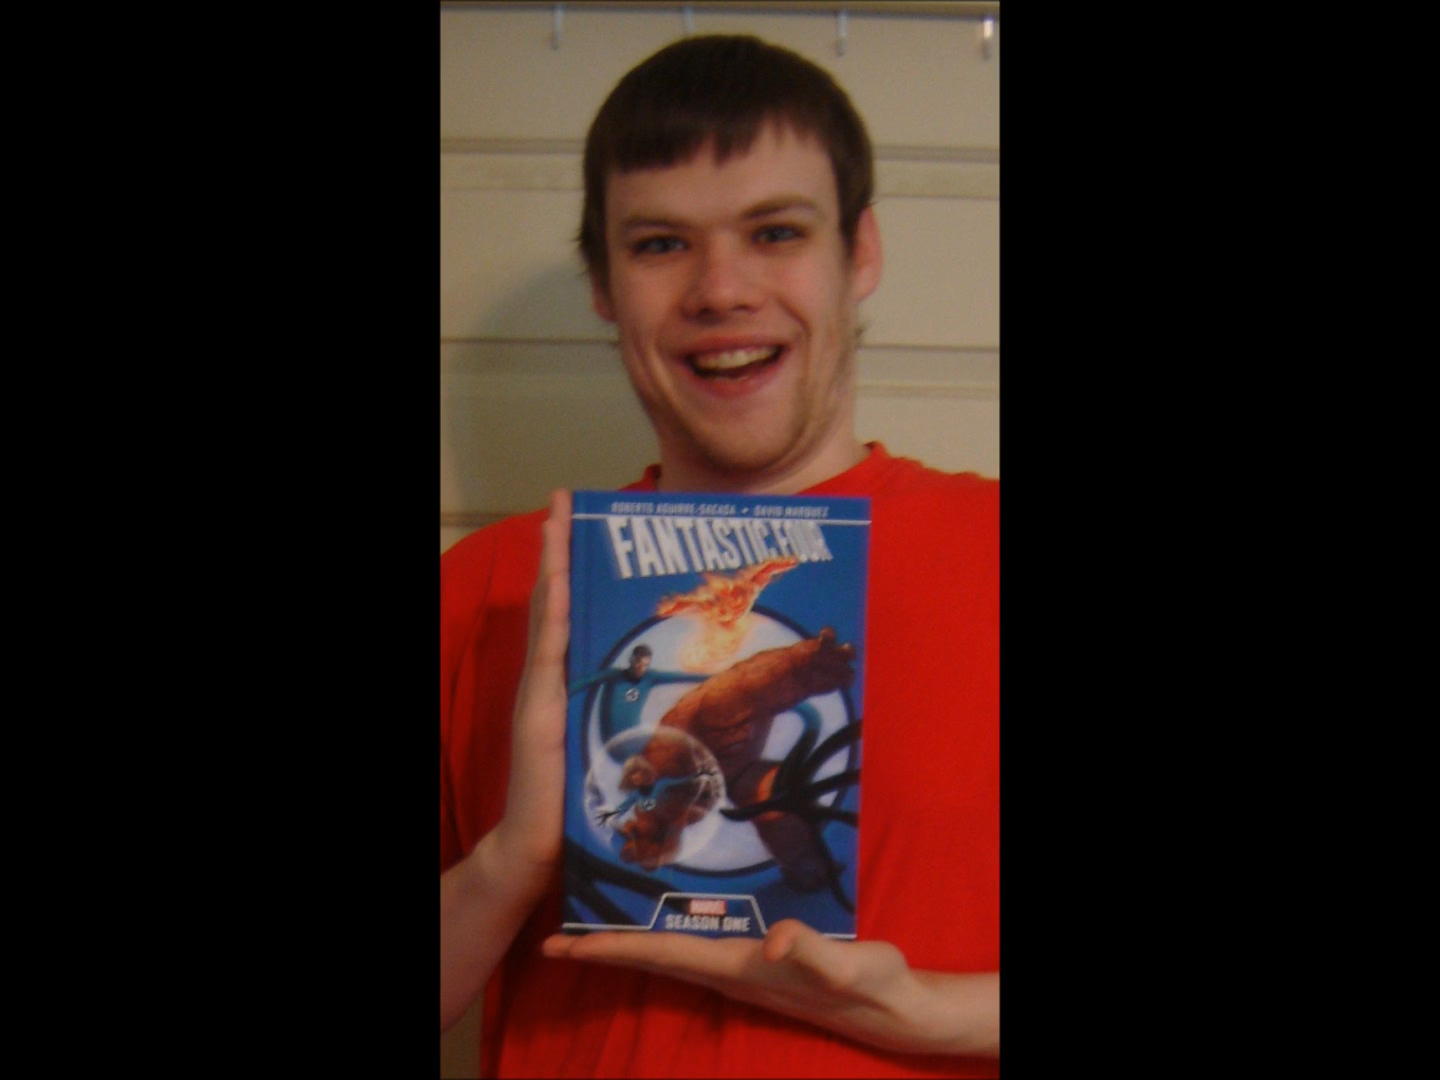 ROBERTO AGUIRRE-SACASA • DAVID MARQUEZ
FANTASTIC FOUR
MARVEL
SEASON ONE